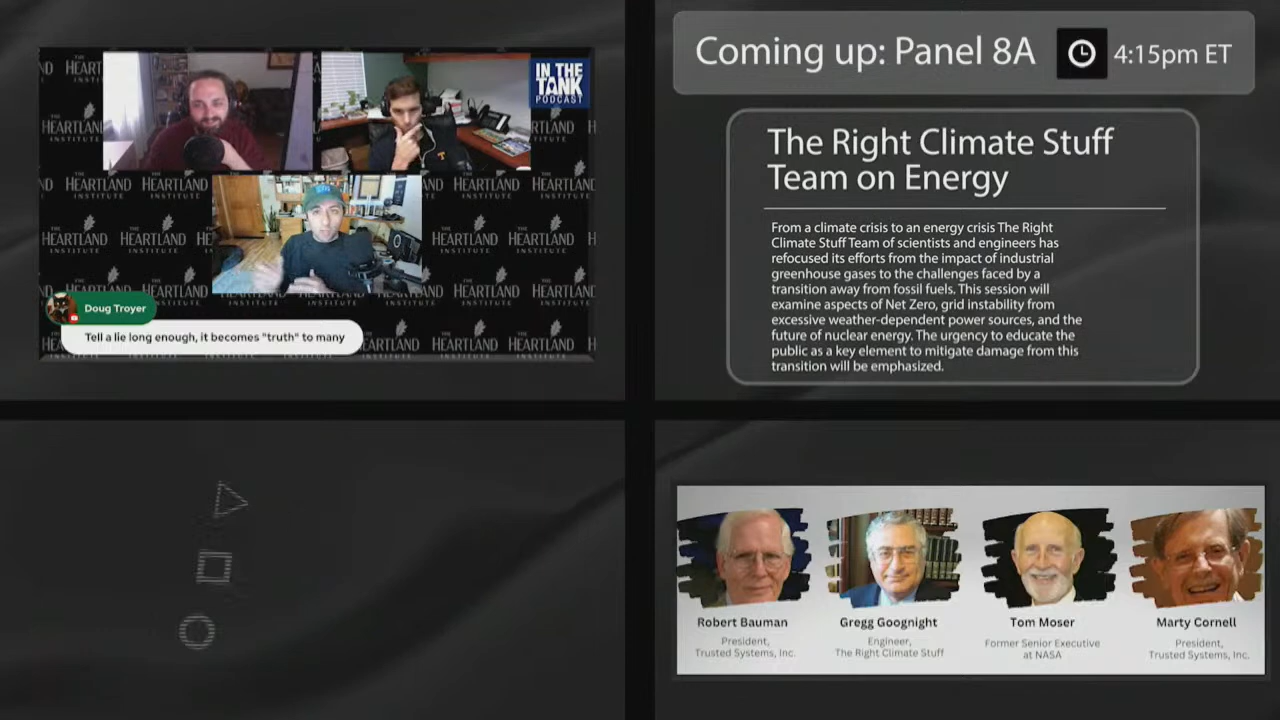 IN THE
TANK
PODCAST
THE
HEARTLAND
INSTITUTE
Doug Troyer
Tell a lie long enough, it becomes "truth" to many
Coming up: Panel 8A
4:15pm ET
The Right Climate Stuff
Team on Energy
From a climate crisis to an energy crisis The Right
Climate Stuff Team of scientists and engineers has
refocused its efforts from the impact of industrial
greenhouse gases to the challenges faced by a
transition away from fossil fuels. This session will
examine aspects of Net Zero, grid instability from
excessive weather-dependent power sources, and the
future of nuclear energy. The urgency to educate the
public as a key element to mitigate damage from this
transition will be emphasized.
Robert Bauman
President,
Trusted Systems, Inc.
Gregg Goognight
Engineer,
The Right Climate Stuff
Tom Moser
Former Senior Executive
at NASA
Marty Cornell
President,
Trusted Systems, Inc.